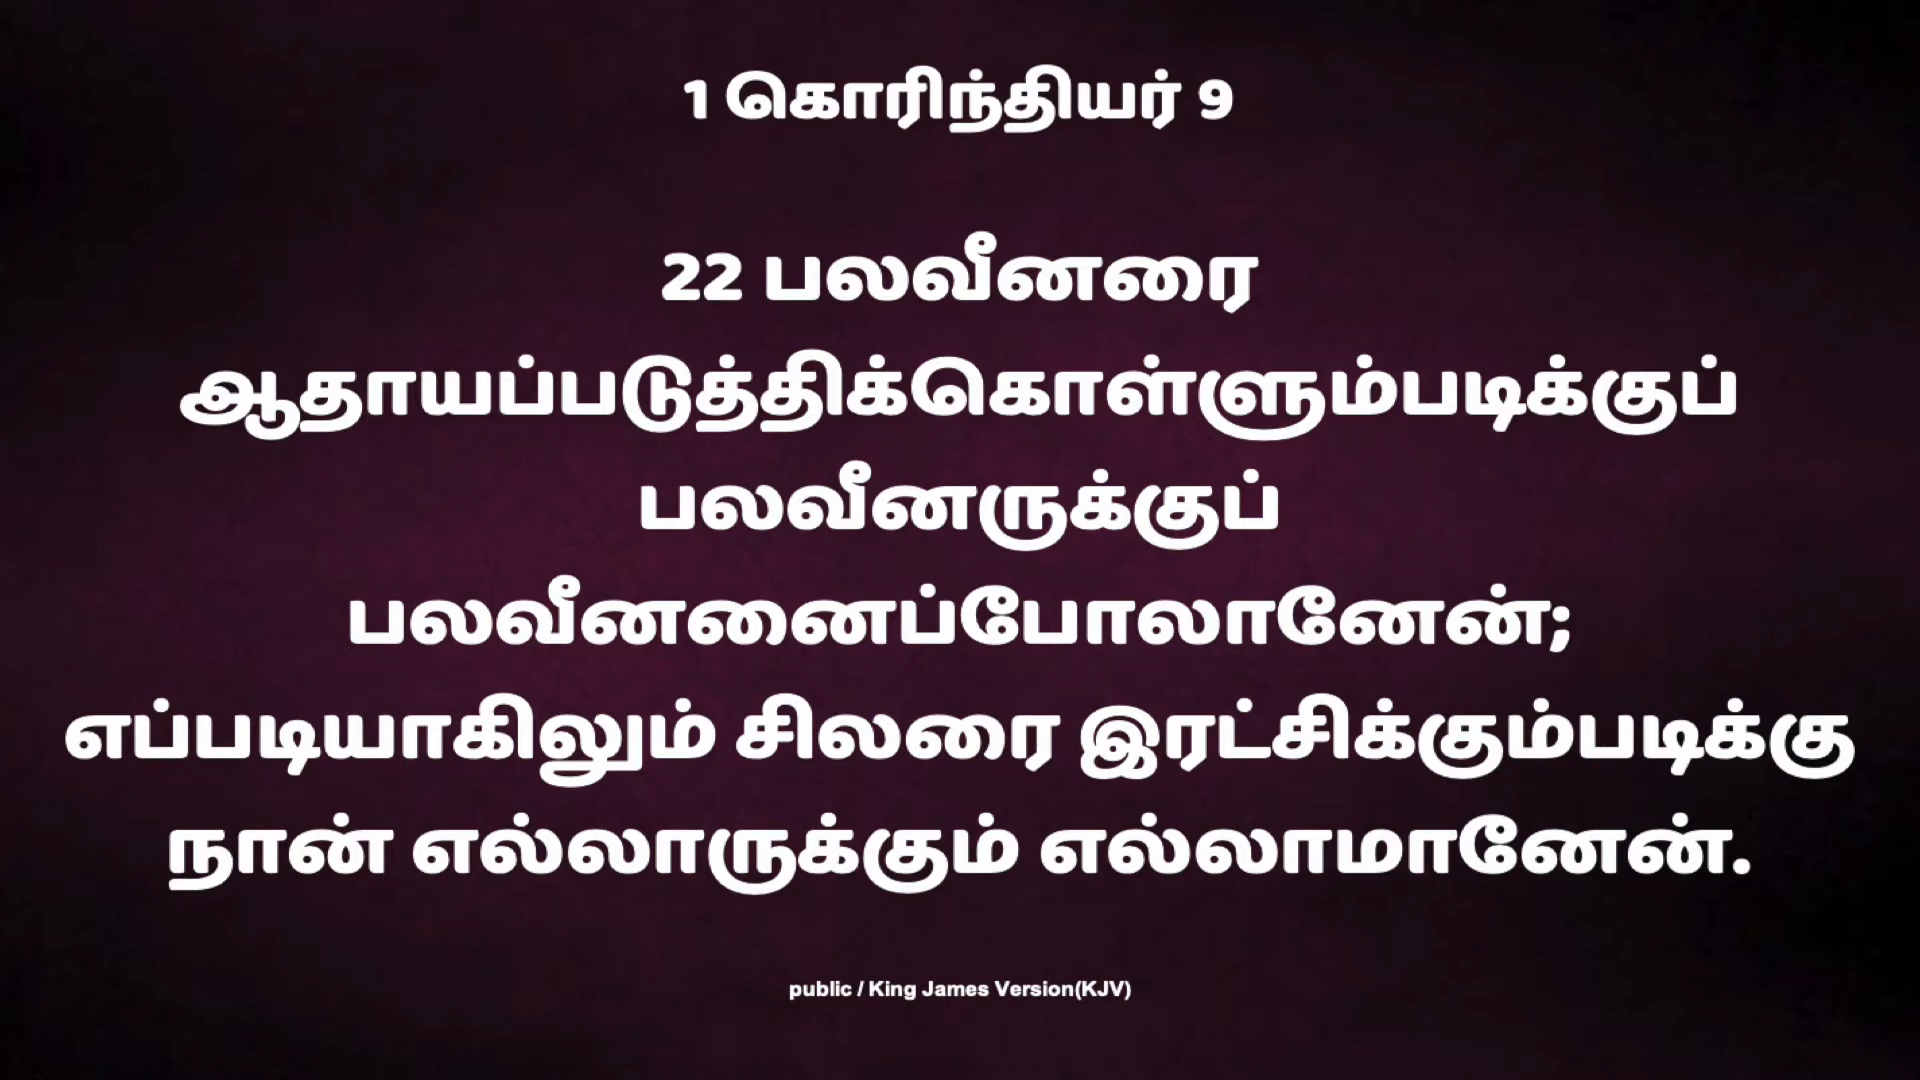 1 கொரிந்தியர் 9
22 பலவீனரை
ஆதாயப்படுத்திக்கொள்ளும்படிக்குப்
பலவீனருக்குப்
பலவீனனைப்போலானேன்;
எப்படியாகிலும் சிலரை இரட்சிக்கும்படிக்கு
நான் எல்லாருக்கும் எல்லாமானேன்.
public / King James Version(KJV)